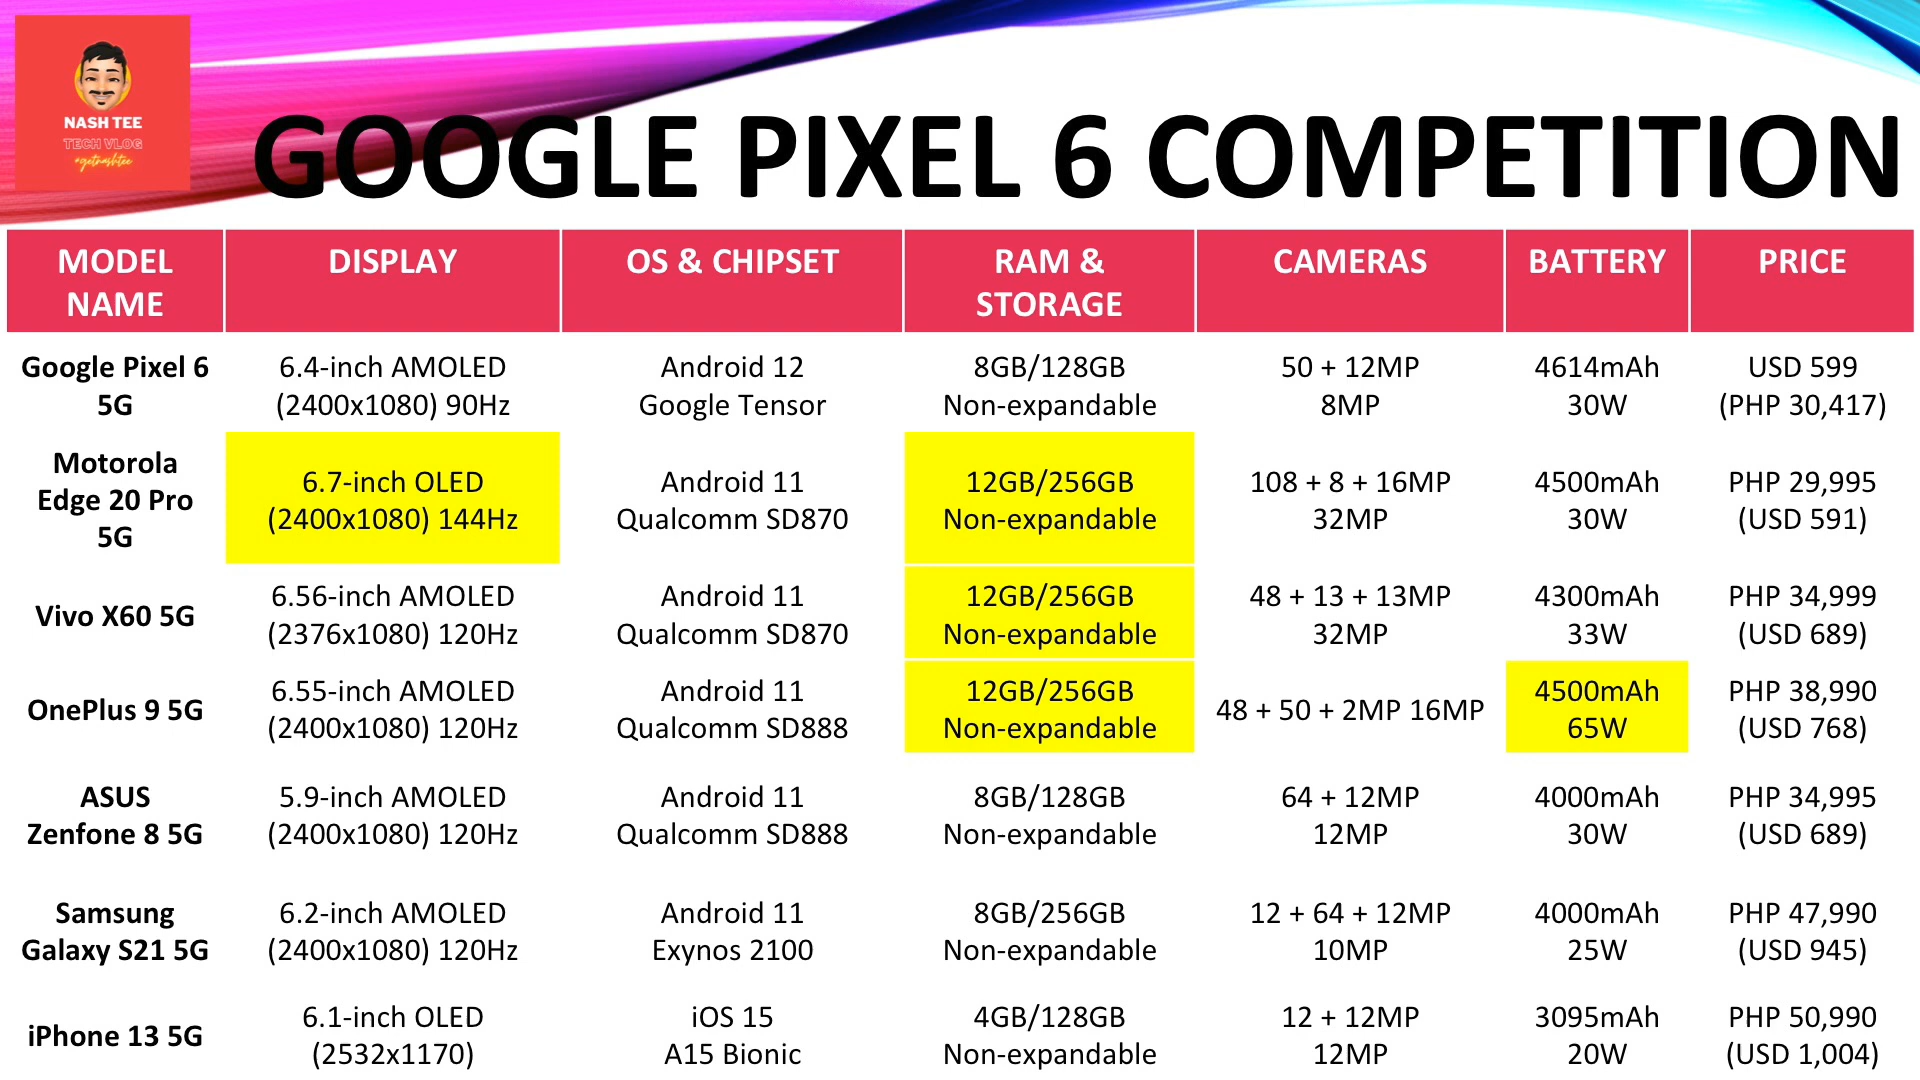 NASH TEE
TECH VLOG
#getnashtee
GOOGLE PIXEL 6 COMPETITION
MODEL NAME
DISPLAY
OS & CHIPSET
RAM & STORAGE
CAMERAS
BATTERY
PRICE
Google Pixel 6
5G
6.4-inch AMOLED
(2400x1080) 90Hz
Android 12
Google Tensor
8GB/128GB
Non-expandable
50 + 12MP
8MP
4614mAh
30W
USD 599
(PHP 30,417)
Motorola
Edge 20 Pro
5G
6.7-inch OLED
(2400x1080) 144Hz
Android 11
Qualcomm SD870
12GB/256GB
Non-expandable
108 + 8 + 16MP
32MP
4500mAh
30W
PHP 29,995
(USD 591)
Vivo X60 5G
6.56-inch AMOLED
(2376x1080) 120Hz
Android 11
Qualcomm SD870
12GB/256GB
Non-expandable
48 + 13 + 13MP
32MP
4300mAh
33W
PHP 34,999
(USD 689)
OnePlus 9 5G
6.55-inch AMOLED
(2400x1080) 120Hz
Android 11
Qualcomm SD888
12GB/256GB
Non-expandable
48 + 50 + 2MP 16MP
4500mAh
65W
PHP 38,990
(USD 768)
ASUS
Zenfone 8 5G
5.9-inch AMOLED
(2400x1080) 120Hz
Android 11
Qualcomm SD888
8GB/128GB
Non-expandable
64 + 12MP
12MP
4000mAh
30W
PHP 34,995
(USD 689)
Samsung
Galaxy S21 5G
6.2-inch AMOLED
(2400x1080) 120Hz
Android 11
Exynos 2100
8GB/256GB
Non-expandable
12 + 64 + 12MP
10MP
4000mAh
25W
PHP 47,990
(USD 945)
iPhone 13 5G
6.1-inch OLED
(2532x1170)
iOS 15
A15 Bionic
4GB/128GB
Non-expandable
12 + 12MP
12MP
3095mAh
20W
PHP 50,990
(USD 1,004)